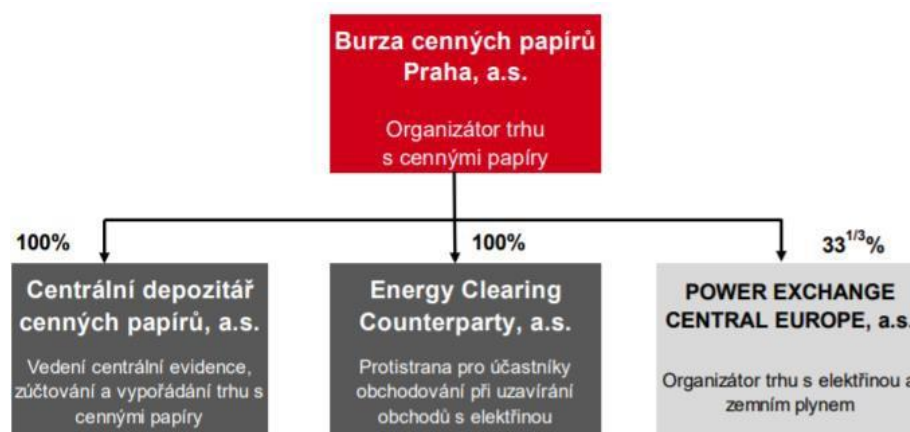 Burza cenných papírů
Praha, a.s.
Organizátor trhu
s cennými papíry
100%
100%
33 1/3%
Centrální depozitář
cenných papírů, a.s.
Vedení centrální evidence,
zúčtování a vypořádání trhu s
cennými papíry
Energy Clearing
Counterparty, a.s.
Protistrana pro účastníky
obchodování při uzavírání
obchodů s elektřinou
POWER EXCHANGE
CENTRAL EUROPE, a.s.
Organizátor trhu s elektřinou a
zemním plynem